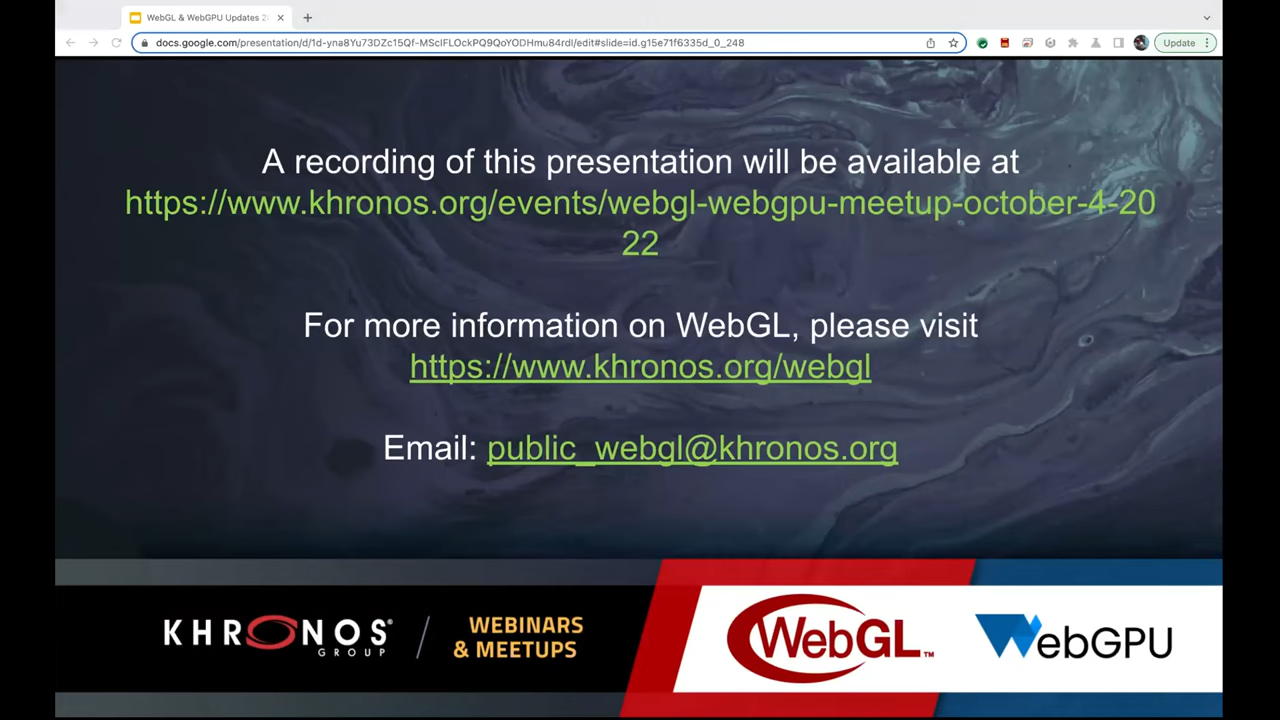 WebGL & WebGPU Updates 2
docs.google.com/presentation/d/1d-yna8Yu73DZc15Qf-MScIFLOckPQ9QoYODHmu84rdI/edit#slide=id.g15e71f6335d_0_248
Update
A recording of this presentation will be available at
https://www.khronos.org/events/webgl-webgpu-meetup-october-4-20
22
For more information on WebGL, please visit
https://www.khronos.org/webgl
Email: public_webgl@khronos.org
KHRONOS®
GROUP
WEBINARS
& MEETUPS
WebGL™
WebGPU